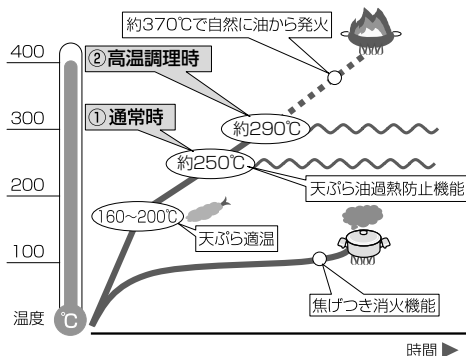 約370℃で自然に油から発火
400
②高温調理時
300
①通常時
約290℃
約250℃
天ぷら油過熱防止機能
200
160～200℃
天ぷら適温
100
焦げつき消火機能
温度
℃
時間